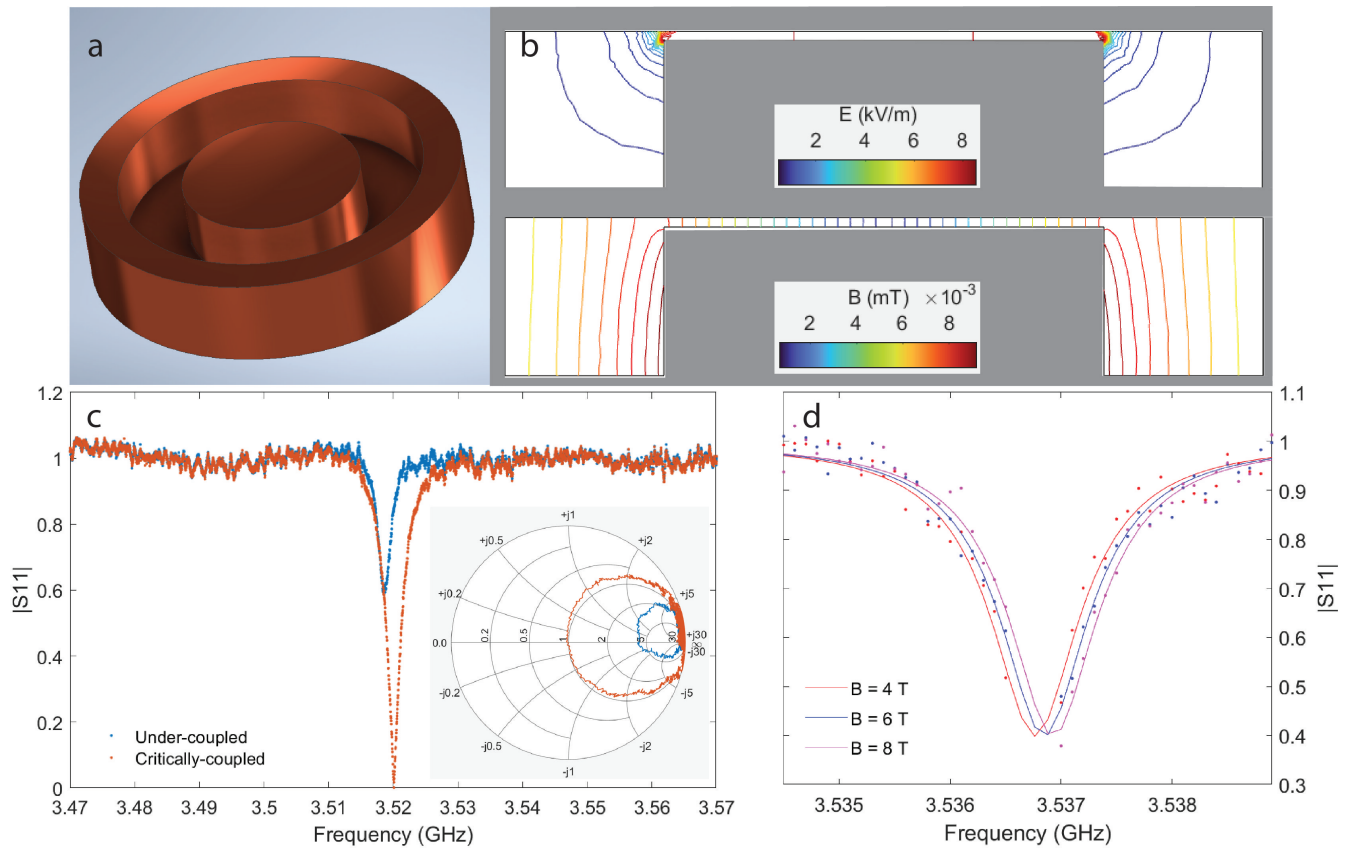 a
b
E (kV/m)
2 4 6 8
B (mT) ×10⁻³
2 4 6 8
c
1.2
1
0.8
0.6
0.4
0.2
0
|S11|
3.47 3.48 3.49 3.5 3.51 3.52 3.53 3.54 3.55 3.56 3.57
Frequency (GHz)
Under-coupled
Critically-coupled
+j1
+j0.5 +j2
+j0.2 +j5
0.0 0.2 0.5 1 2 5 30 +j30
-j30
-j0.2 -j5
-j0.5 -j2
-j1
d
B = 4 T
B = 6 T
B = 8 T
1.1
1
0.9
0.8
0.7
0.6
0.5
0.4
0.3
|S11|
3.535 3.536 3.537 3.538
Frequency (GHz)